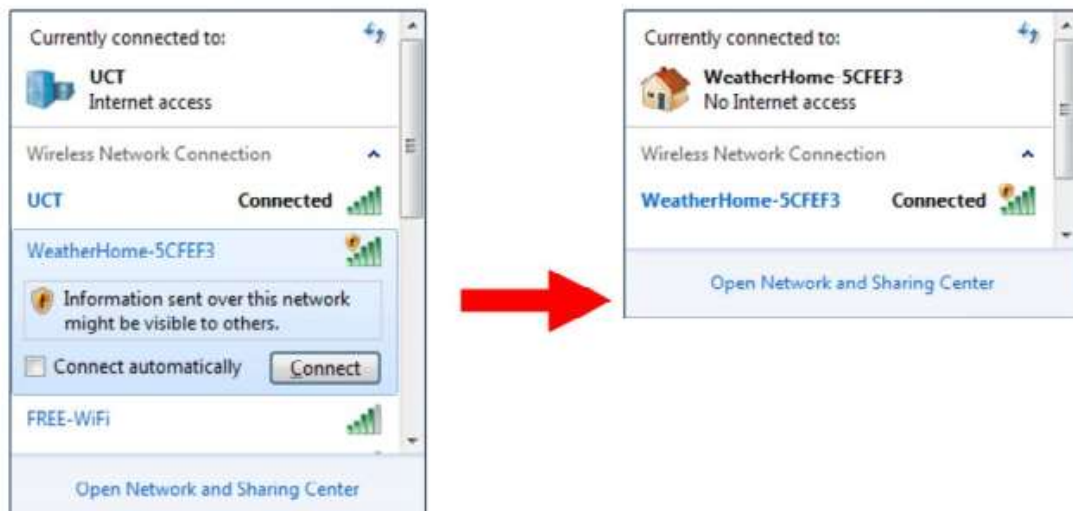 Currently connected to:
UCT
Internet access
Wireless Network Connection
UCT Connected
WeatherHome-5CFEF3
Information sent over this network
might be visible to others.
Connect automatically Connect
FREE-WiFi
Open Network and Sharing Center
Currently connected to:
WeatherHome-5CFEF3
No Internet access
Wireless Network Connection
WeatherHome-5CFEF3 Connected
Open Network and Sharing Center